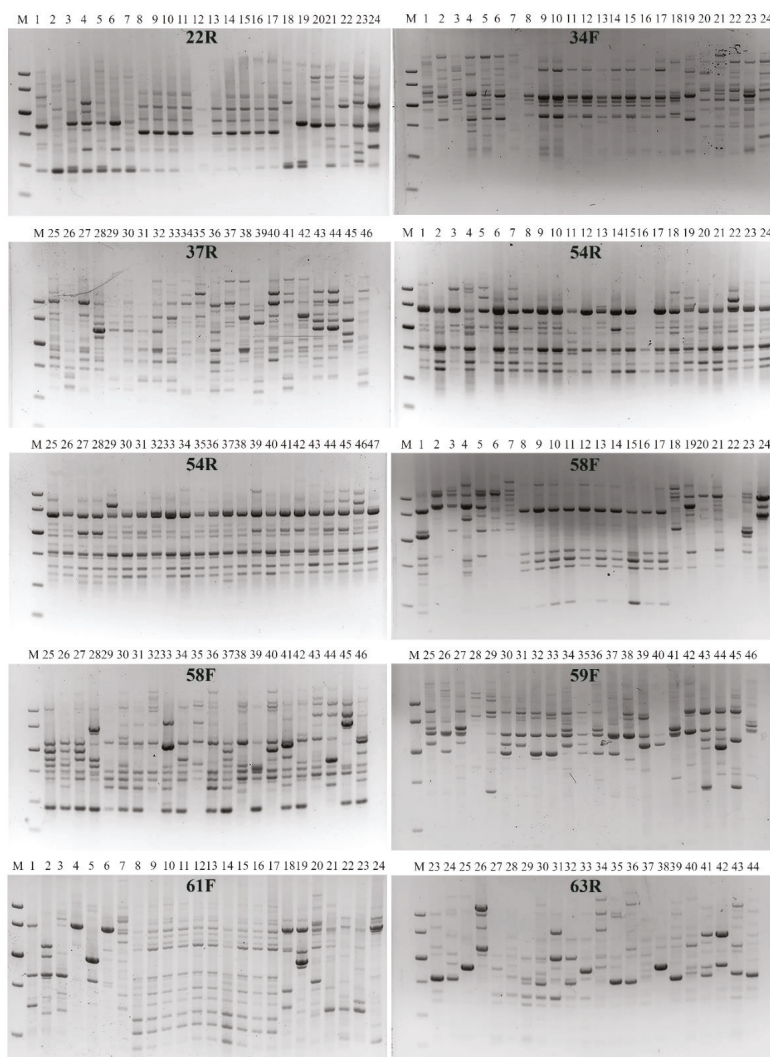 M 1 2 3 4 5 6 7 8 9 10 11 12 13 14 15 16 17 18 19 20 21 22 23 24
22R
M 1 2 3 4 5 6 7 8 9 10 11 12 13 14 15 16 17 18 19 20 21 22 23 24
34F
M 25 26 27 28 29 30 31 32 33 34 35 36 37 38 39 40 41 42 43 44 45 46
37R
M 1 2 3 4 5 6 7 8 9 10 11 12 13 14 15 16 17 18 19 20 21 22 23 24
54R
M 25 26 27 28 29 30 31 32 33 34 35 36 37 38 39 40 41 42 43 44 45 46 47
54R
M 1 2 3 4 5 6 7 8 9 10 11 12 13 14 15 16 17 18 19 20 21 22 23 24
58F
M 25 26 27 28 29 30 31 32 33 34 35 36 37 38 39 40 41 42 43 44 45 46
58F
M 25 26 27 28 29 30 31 32 33 34 35 36 37 38 39 40 41 42 43 44 45 46
59F
M 1 2 3 4 5 6 7 8 9 10 11 12 13 14 15 16 17 18 19 20 21 22 23 24
61F
M 23 24 25 26 27 28 29 30 31 32 33 34 35 36 37 38 39 40 41 42 43 44
63R